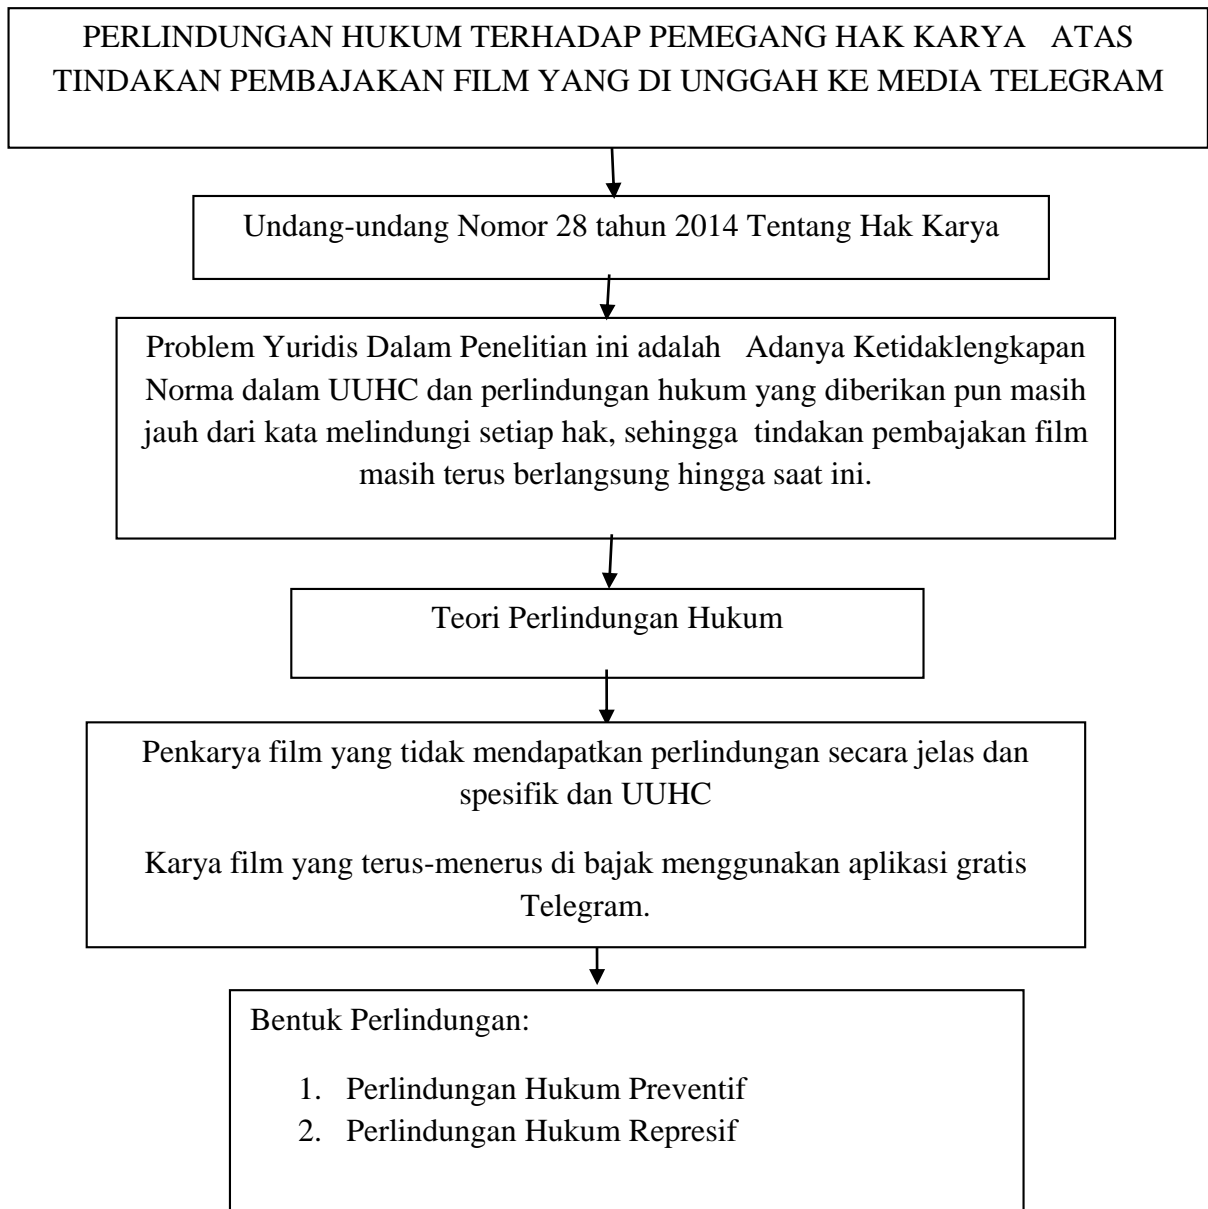 PERLINDUNGAN HUKUM TERHADAP PEMEGANG HAK KARYA ATAS
TINDAKAN PEMBAJAKAN FILM YANG DI UNGGAH KE MEDIA TELEGRAM
Undang-undang Nomor 28 tahun 2014 Tentang Hak Karya
Problem Yuridis Dalam Penelitian ini adalah Adanya Ketidaklengkapan
Norma dalam UUHC dan perlindungan hukum yang diberikan pun masih
jauh dari kata melindungi setiap hak, sehingga tindakan pembajakan film
masih terus berlangsung hingga saat ini.
Teori Perlindungan Hukum
Penkarya film yang tidak mendapatkan perlindungan secara jelas dan
spesifik dan UUHC
Karya film yang terus-menerus di bajak menggunakan aplikasi gratis
Telegram.
Bentuk Perlindungan:
1. Perlindungan Hukum Preventif
2. Perlindungan Hukum Represif